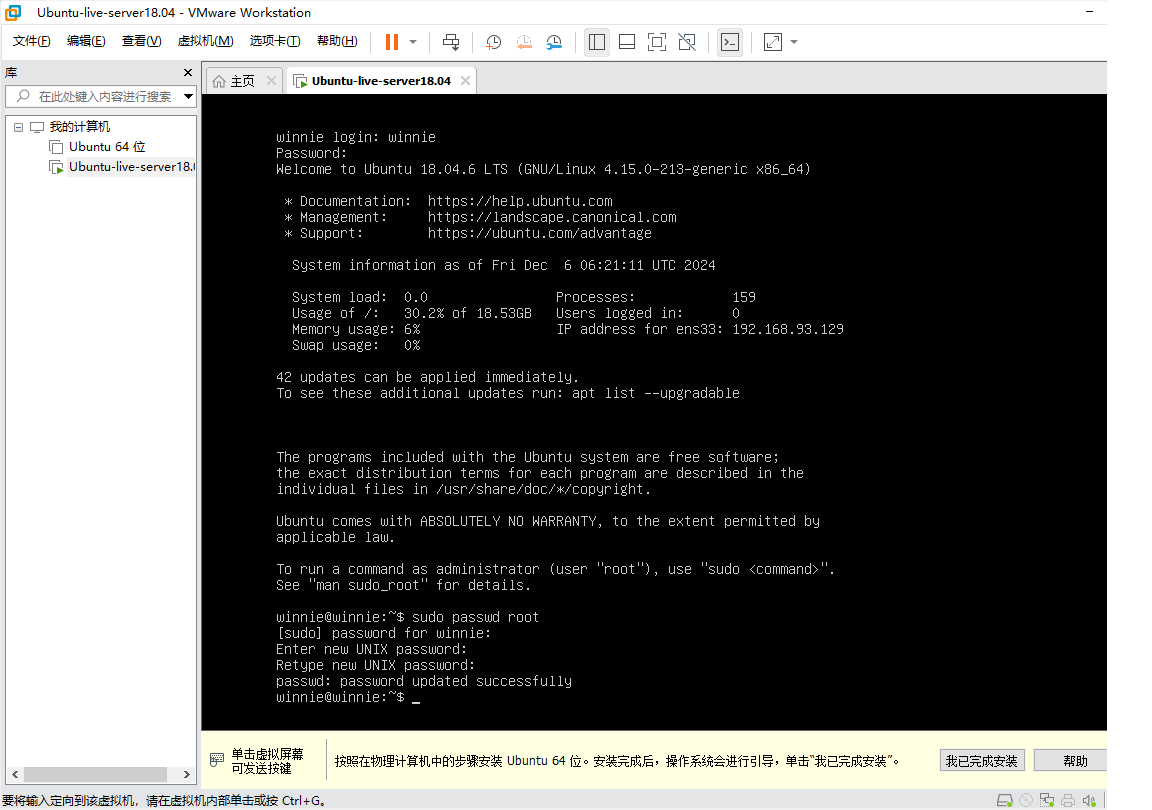 Ubuntu-live-server18.04 - VMware Workstation
文件(F) 编辑(E) 查看(V) 虚拟机(M) 选项卡(T) 帮助(H)
库
主页 Ubuntu-live-server18.04
在此处键入内容进行搜索
我的计算机
Ubuntu 64 位
Ubuntu-live-server18.0
winnie login: winnie
Password:
Welcome to Ubuntu 18.04.6 LTS (GNU/Linux 4.15.0-213-generic x86_64)
* Documentation:  https://help.ubuntu.com
* Management:     https://landscape.canonical.com
* Support:        https://ubuntu.com/advantage
System information as of Fri Dec  6 06:21:11 UTC 2024
System load:  0.0                Processes:            159
Usage of /:   30.2% of 18.53GB   Users logged in:      0
Memory usage: 6%                 IP address for ens33: 192.168.93.129
Swap usage:   0%
42 updates can be applied immediately.
To see these additional updates run: apt list --upgradable
The programs included with the Ubuntu system are free software;
the exact distribution terms for each program are described in the
individual files in /usr/share/doc/*/copyright.
Ubuntu comes with ABSOLUTELY NO WARRANTY, to the extent permitted by
applicable law.
To run a command as administrator (user "root"), use "sudo <command>".
See "man sudo_root" for details.
winnie@winnie:~$ sudo passwd root
[sudo] password for winnie:
Enter new UNIX password:
Retype new UNIX password:
passwd: password updated successfully
winnie@winnie:~$ _
单击虚拟屏幕
可发送按键
按照在物理计算机中的步骤安装 Ubuntu 64 位。安装完成后，操作系统会进行引导，单击“我已完成安装”。
我已完成安装 帮助
要将输入定向到该虚拟机，请在虚拟机内部单击或按 Ctrl+G。